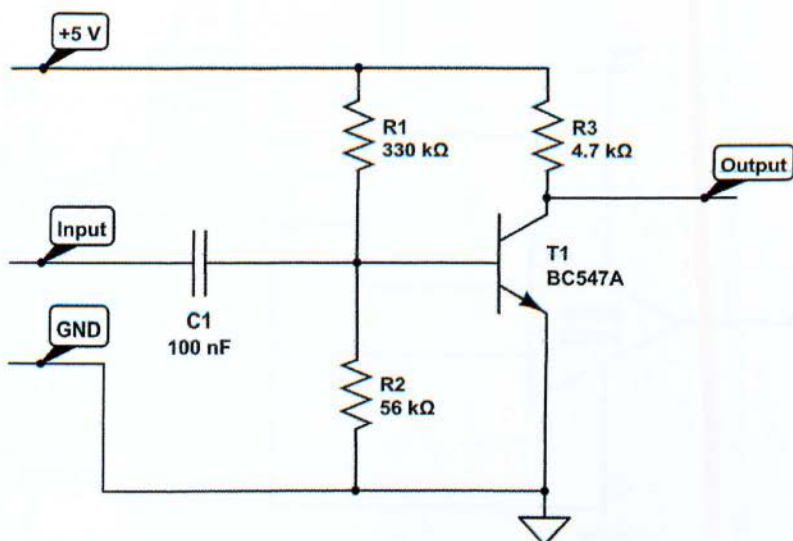 +5 V
R1
330 kΩ
R3
4.7 kΩ
Output
Input
T1
BC547A
C1
100 nF
GND
R2
56 kΩ